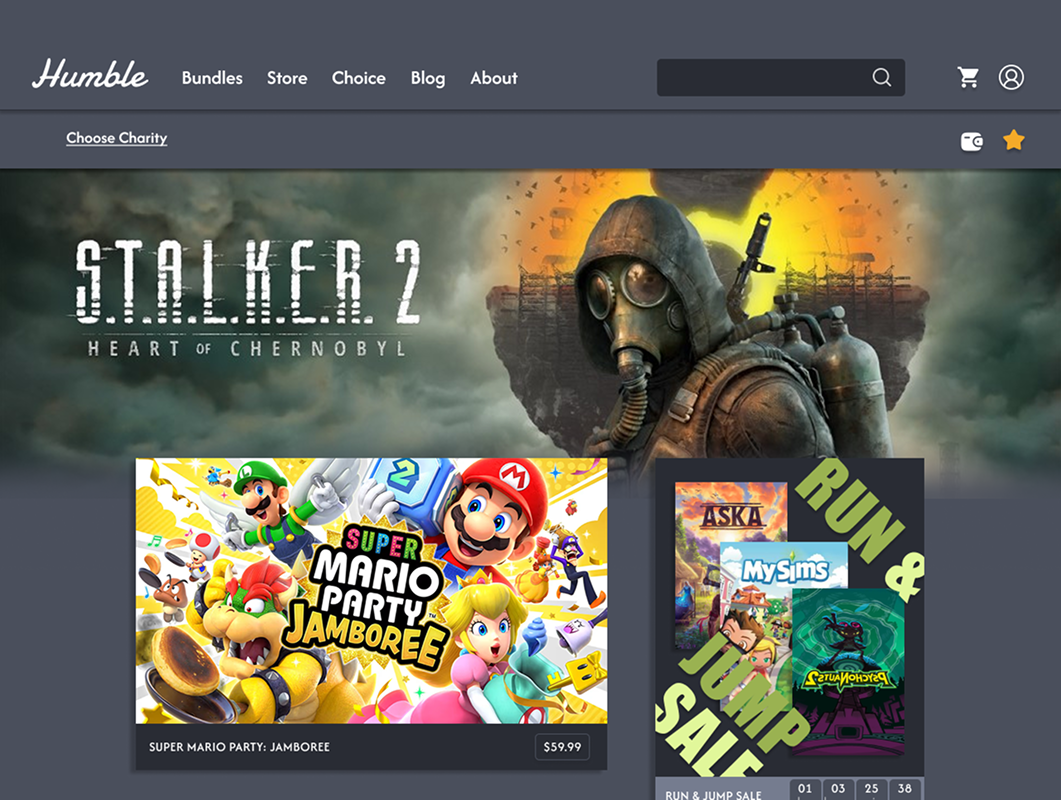 Humble
Bundles
Store
Choice
Blog
About
Choose Charity
S.T.A.L.K.E.R. 2
HEART OF CHERNOBYL
2
SUPER
MARIO
PARTY
JAMBOREE
SUPER MARIO PARTY: JAMBOREE
$59.99
RUN &
JUMP
SALE
ASKA
MySims
PSYCHONAUTS2
RUN & JUMP SALE
01
03
25
38